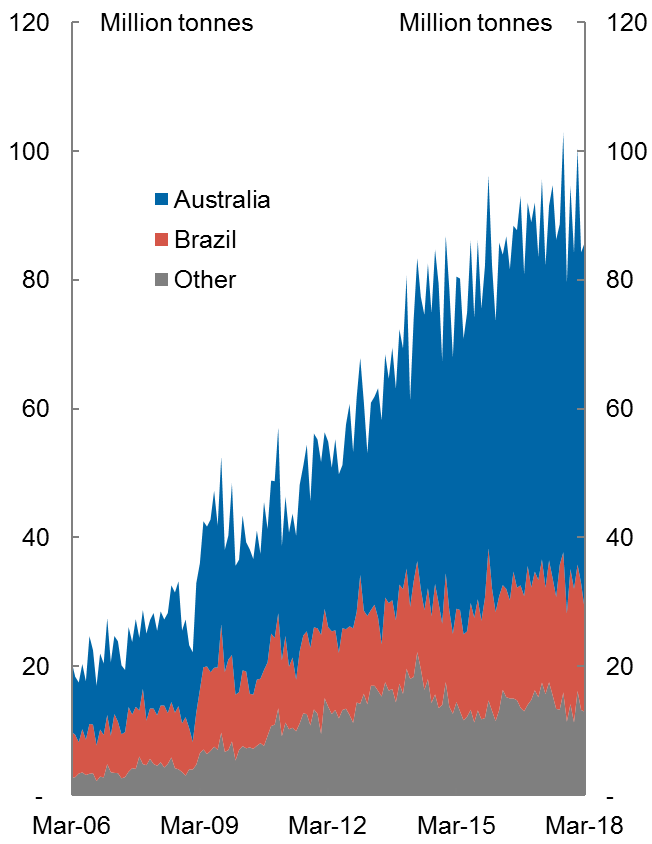 120 Million tonnes Million tonnes 120
100 100
Australia
Brazil
80 Other 80
60 60
40 40
20 20
- -
Mar-06 Mar-09 Mar-12 Mar-15 Mar-18